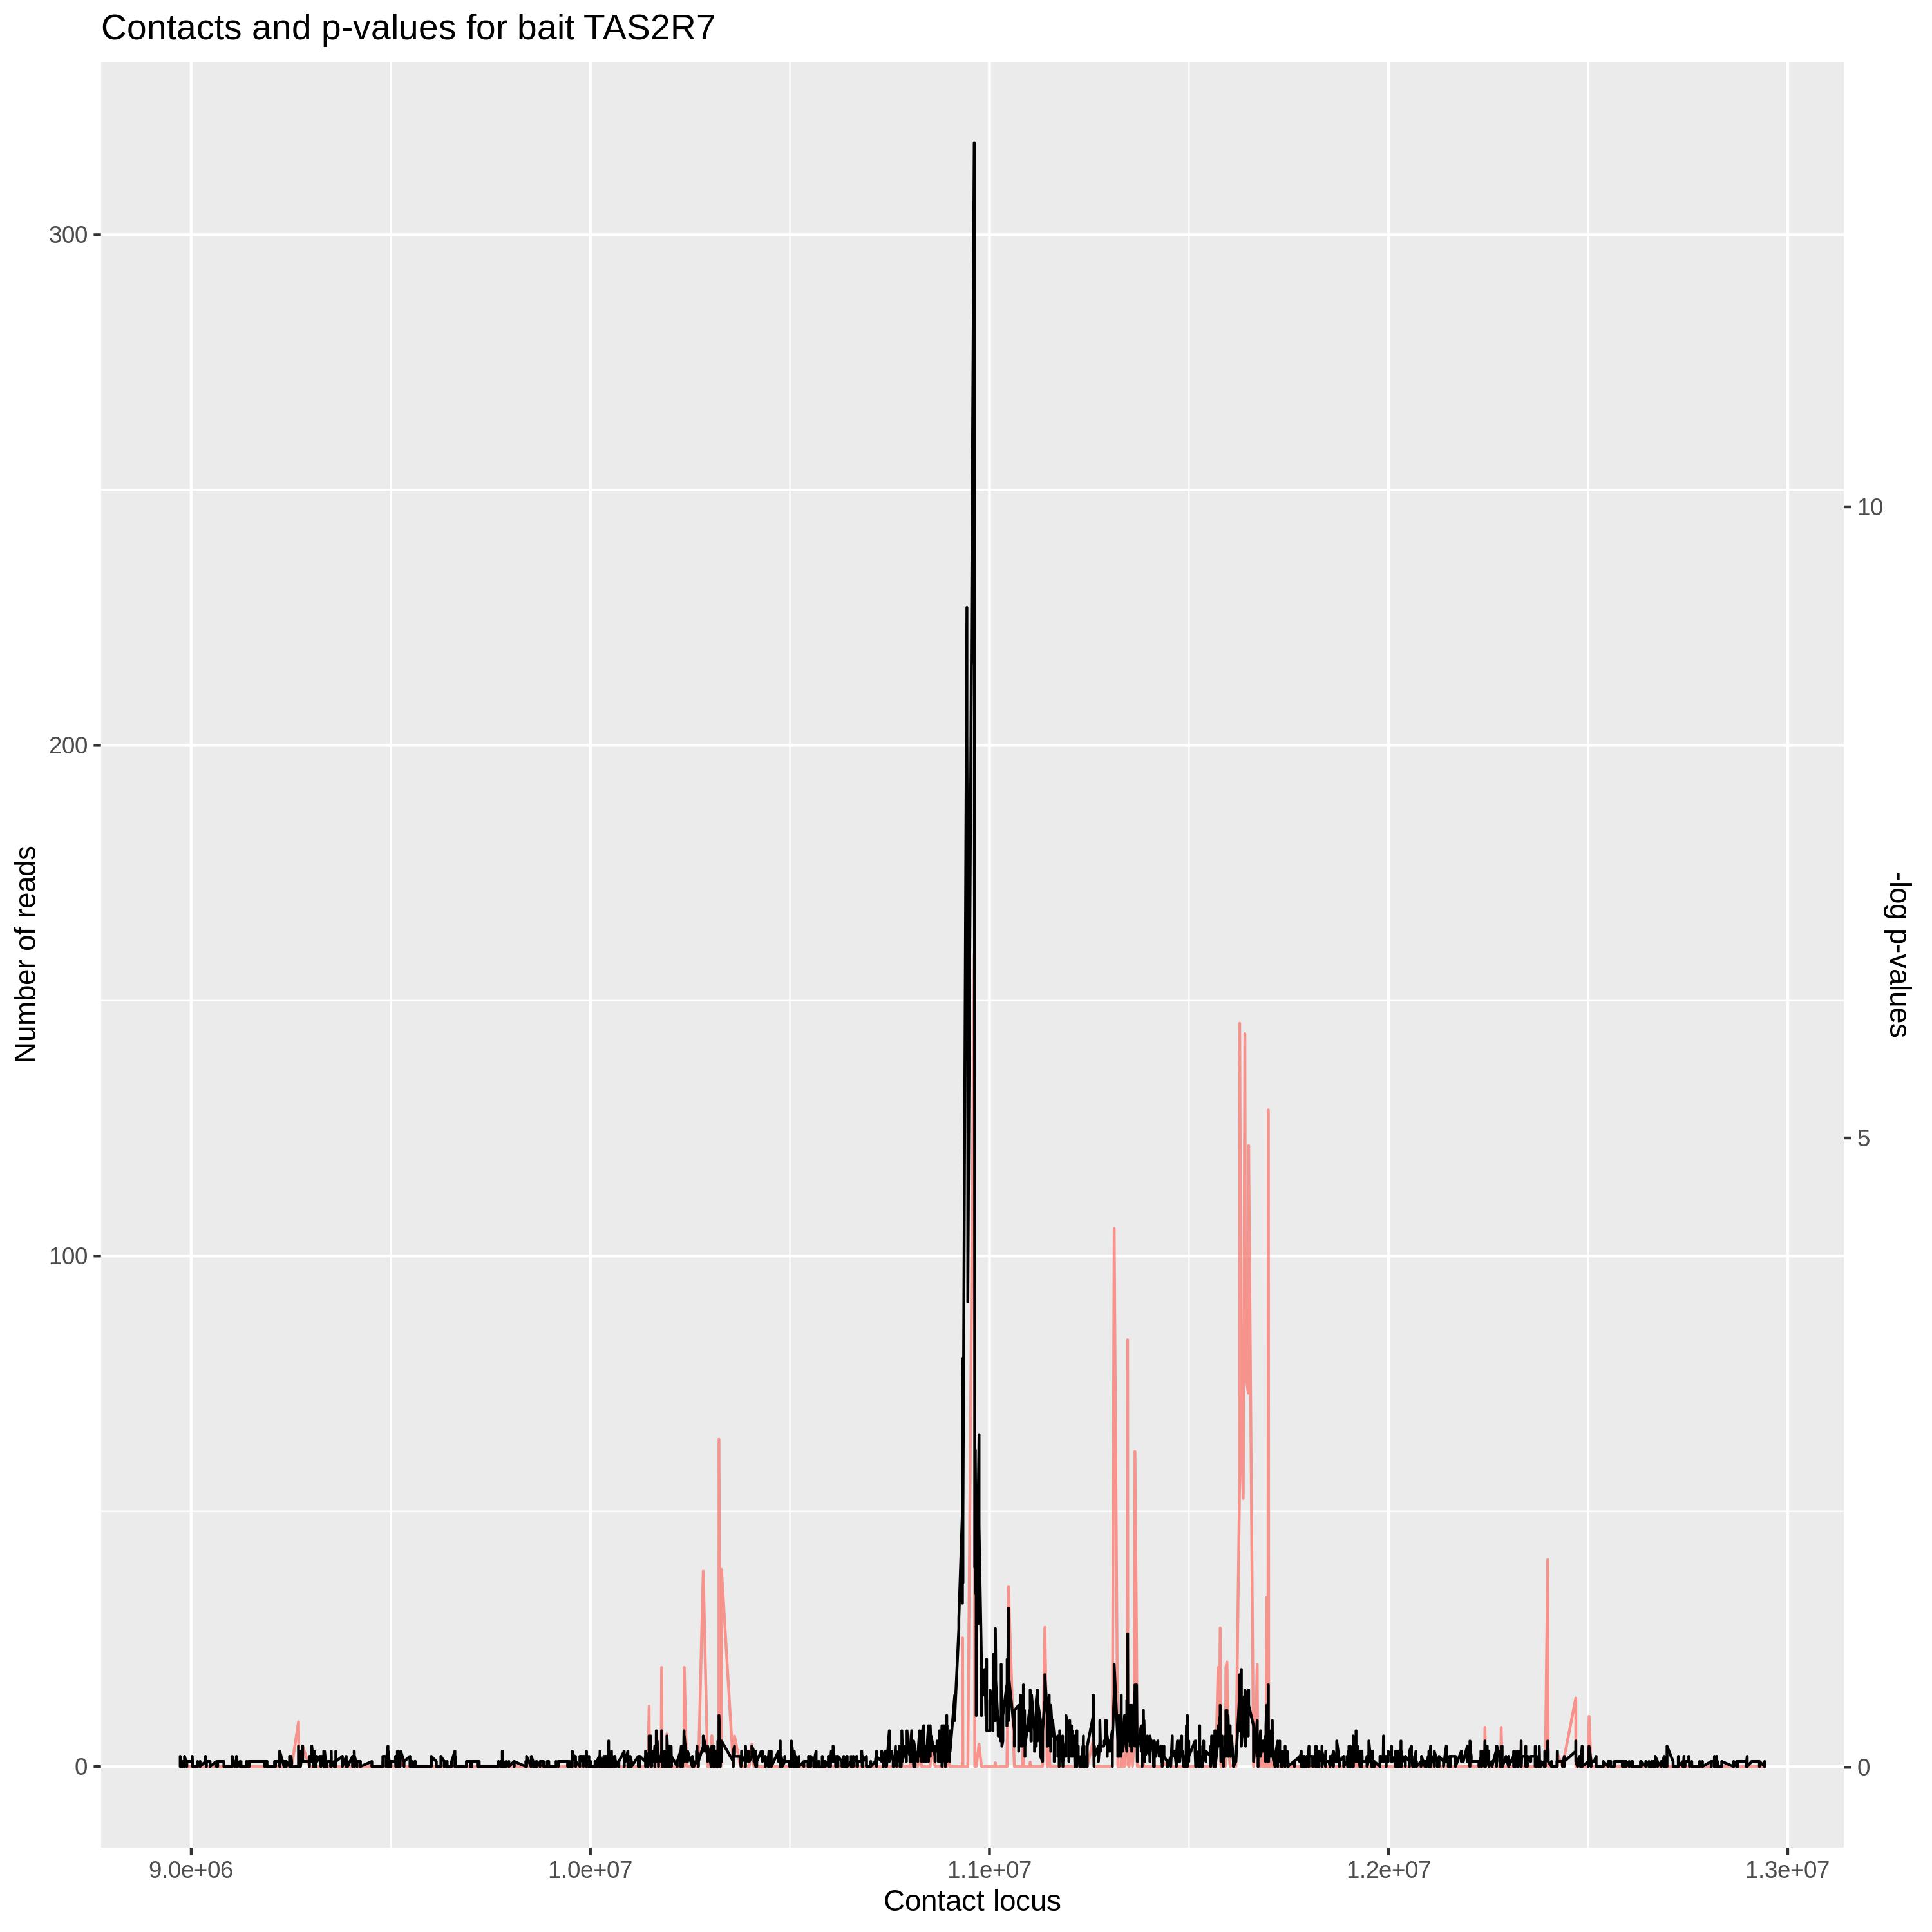 Contacts and p-values for bait TAS2R7
300
200
100
0
Number of reads
10
5
0
-log p-values
9.0e+06
1.0e+07
1.1e+07
1.2e+07
1.3e+07
Contact locus